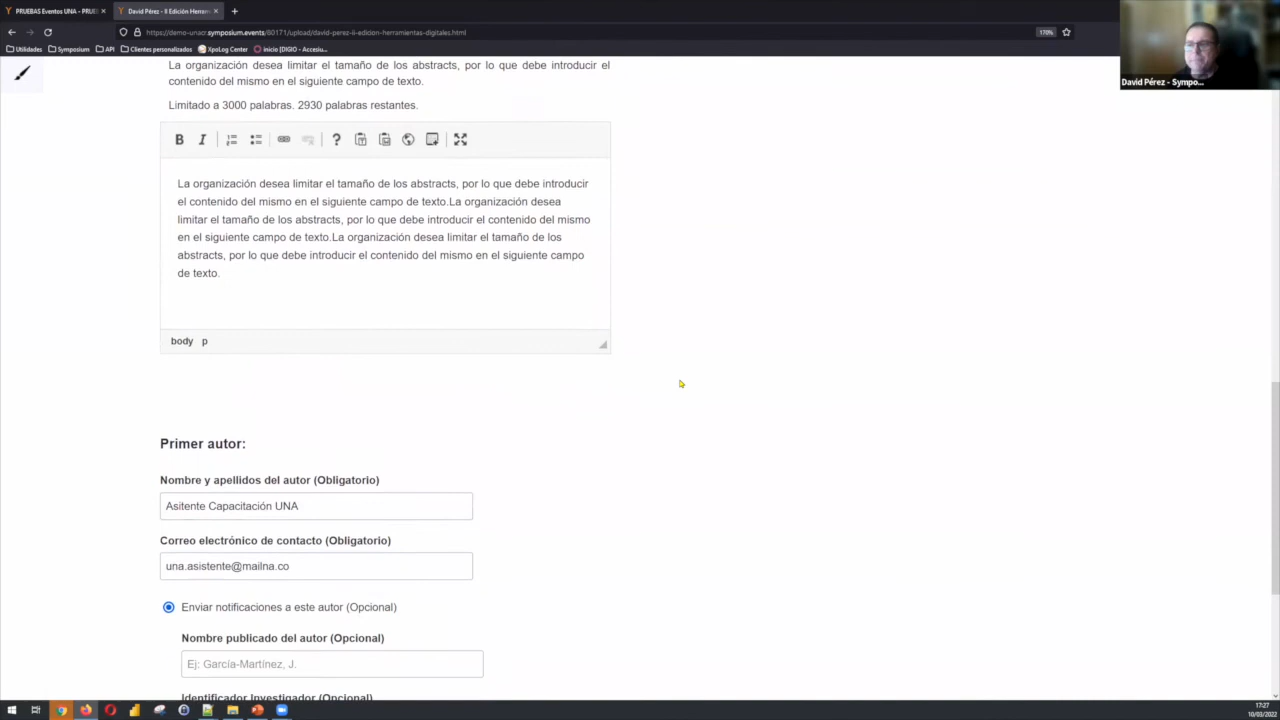 PRUEBAS Eventos UNA - PRUE
David Pérez - II Edición Herram
https://demo-unacr.symposium.events/80171/upload/david-perez-ii-edicion-herramientas-digitales.html
170%
Utilidades
Symposium
API
Clientes personalizados
XpoLog Center
inicio [DIGIO - Accesiu...
David Pérez - Sympo...
La organización desea limitar el tamaño de los abstracts, por lo que debe introducir el
contenido del mismo en el siguiente campo de texto.
Limitado a 3000 palabras. 2930 palabras restantes.
B I
La organización desea limitar el tamaño de los abstracts, por lo que debe introducir
el contenido del mismo en el siguiente campo de texto.La organización desea
limitar el tamaño de los abstracts, por lo que debe introducir el contenido del mismo
en el siguiente campo de texto.La organización desea limitar el tamaño de los
abstracts, por lo que debe introducir el contenido del mismo en el siguiente campo
de texto.
body p
Primer autor:
Nombre y apellidos del autor (Obligatorio)
Asitente Capacitación UNA
Correo electrónico de contacto (Obligatorio)
una.asistente@mailna.co
Enviar notificaciones a este autor (Opcional)
Nombre publicado del autor (Opcional)
Ej: García-Martínez, J.
Identificador Investigador (Opcional)
17:27
10/03/2022